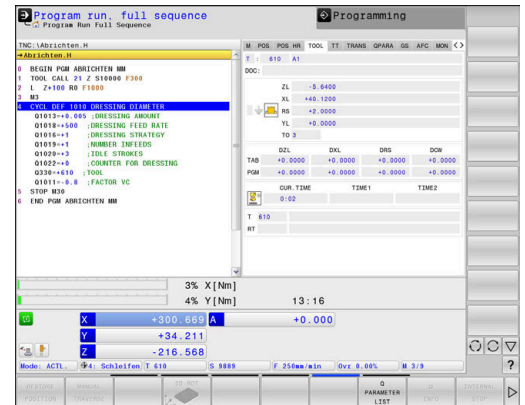 Program run, full sequence
Program Run Full Sequence
Programming
TNC:\Abrichten.H
→Abrichten.H
0 BEGIN PGM ABRICHTEN MM
1 TOOL CALL 21 Z S10000 F300
2 L Z+100 R0 F1000
3 M3
4 CYCL DEF 1010 DRESSING DIAMETER
Q1013=+0.005 ;DRESSING AMOUNT
Q1018=+500 ;DRESSING FEED RATE
Q1016=+1 ;DRESSING STRATEGY
Q1019=+1 ;NUMBER INFEEDS
Q1020=+3 ;IDLE STROKES
Q1022=+0 ;COUNTER FOR DRESSING
Q330=+610 ;TOOL
Q1011=-0.8 ;FACTOR VC
5 STOP M30
6 END PGM ABRICHTEN MM
M POS POS HR TOOL TT TRANS QPARA GS AFC MON <>
T : 610 A1
DOC:
ZL -5.6400
XL +40.1200
RS +2.0000
YL +0.0000
TO 3
DZL DXL DRS DCW
TAB +0.0000 +0.0000 +0.0000 +0.0000
PGM +0.0000 +0.0000 +0.0000 +0.0000
CUR.TIME TIME1 TIME2
0:02
T 610
RT
3% X[Nm]
4% Y[Nm] 13:16
X +300.669 A +0.000
Y +34.211
Z -216.568
Mode: ACTL. 4: Schleifen T 610 S 9889 F 250mm/min Ovr 0.00% M 3/9
RESTORE POSITION
MANUAL TRAVERSE
3D-ROT
Q PARAMETER LIST
Q INFO
INTERNAL STOP
?